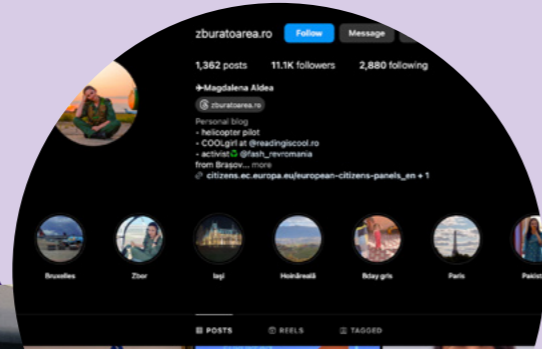 zburatoarea.ro Follow Message
1,362 posts 11.1K followers 2,880 following
✈Magdalena Aldea
zburatoarea.ro
Personal blog
- helicopter pilot
- COOLgirl at @readingiscool.ro
- activist♻ @fash_revromania
from Brașov... more
citizens.ec.europa.eu/european-citizens-panels_en + 1
Bruxelles Zbor Iași Hoinăreală Bday gris Paris Pakist
POSTS REELS TAGGED